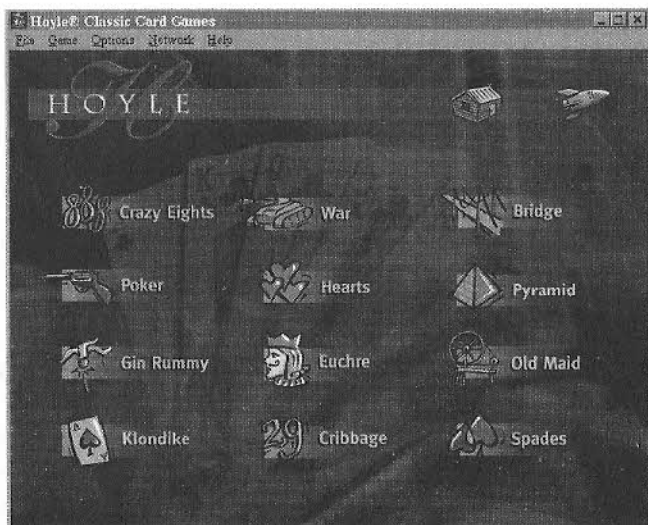 Hoyle® Classic Card Games
File Game Options Network Help
HOYLE
Crazy Eights War Bridge
Poker Hearts Pyramid
Gin Rummy Euchre Old Maid
A
Klondike 29 Cribbage Spades